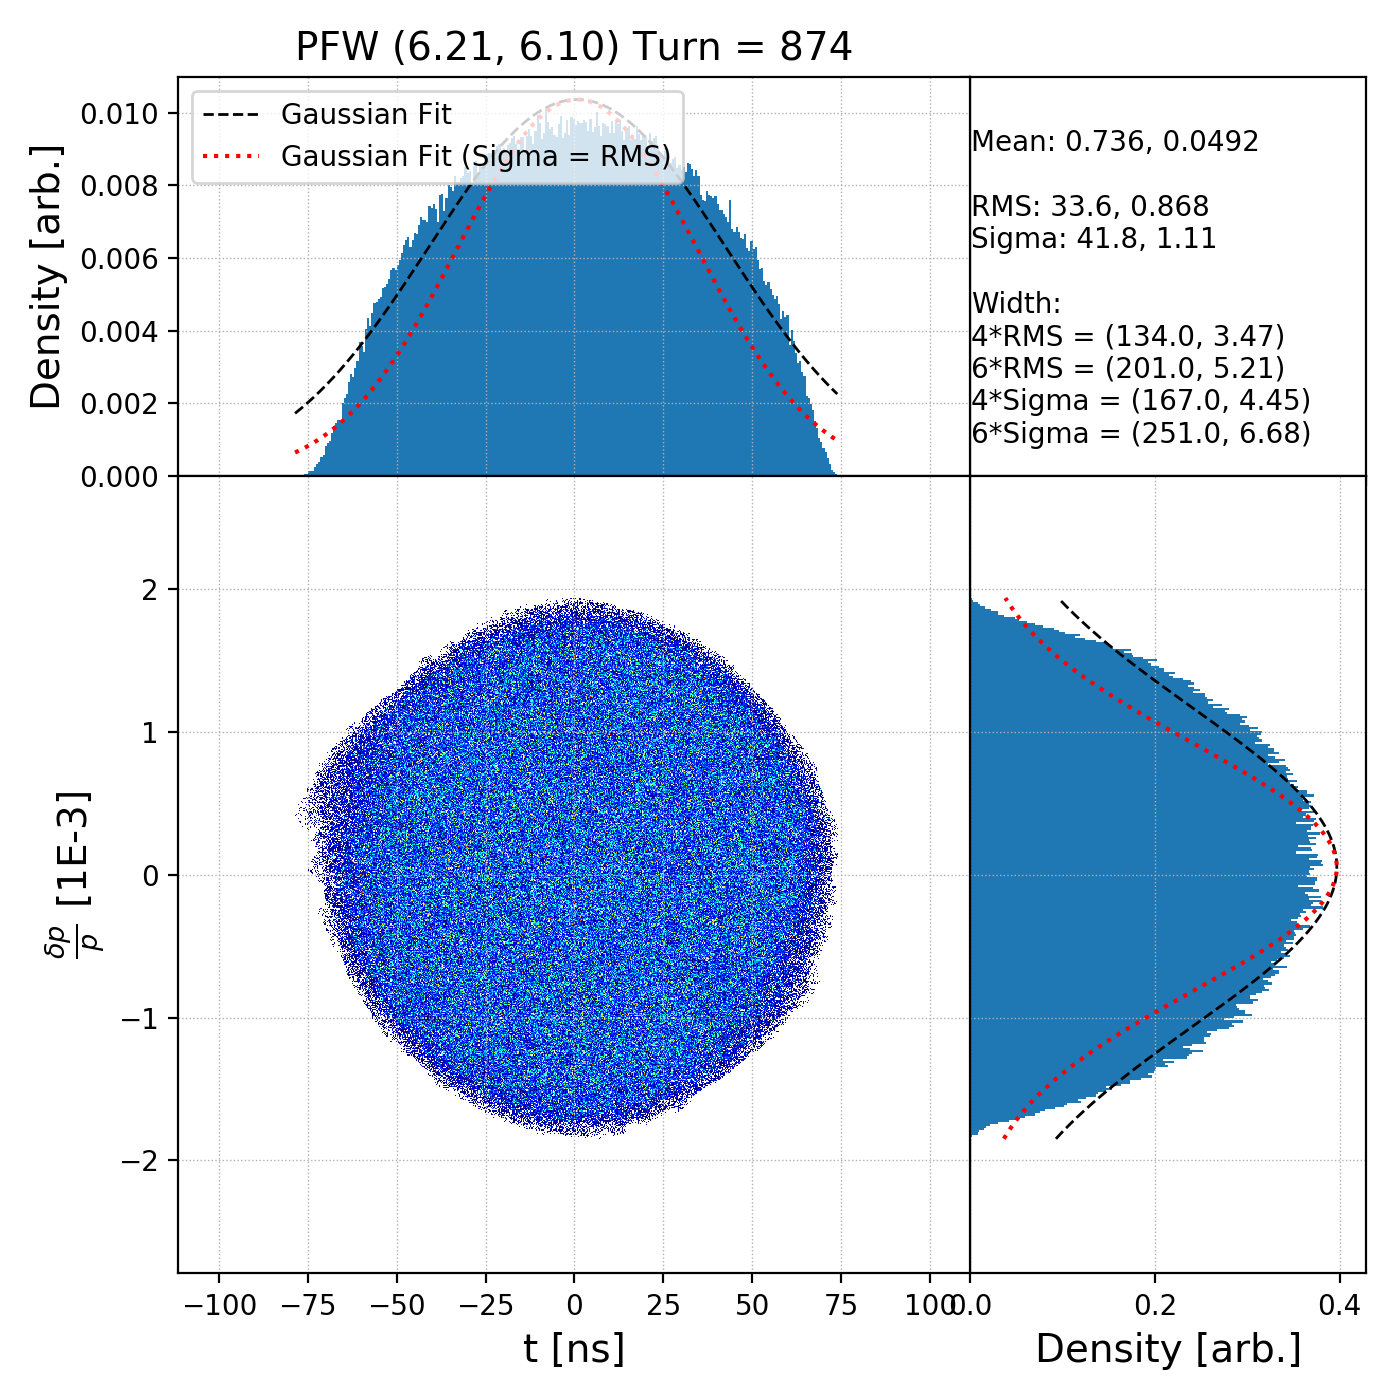 PFW (6.21, 6.10) Turn = 874
Gaussian Fit
Gaussian Fit (Sigma = RMS)
Density [arb.]
0.010
0.008
0.006
0.004
0.002
0.000
Mean: 0.736, 0.0492
RMS: 33.6, 0.868
Sigma: 41.8, 1.11
Width:
4*RMS = (134.0, 3.47)
6*RMS = (201.0, 5.21)
4*Sigma = (167.0, 4.45)
6*Sigma = (251.0, 6.68)
δp/p [1E-3]
2
1
0
−1
−2
−100 −75 −50 −25 0 25 50 75 100
t [ns]
0.0 0.2 0.4
Density [arb.]